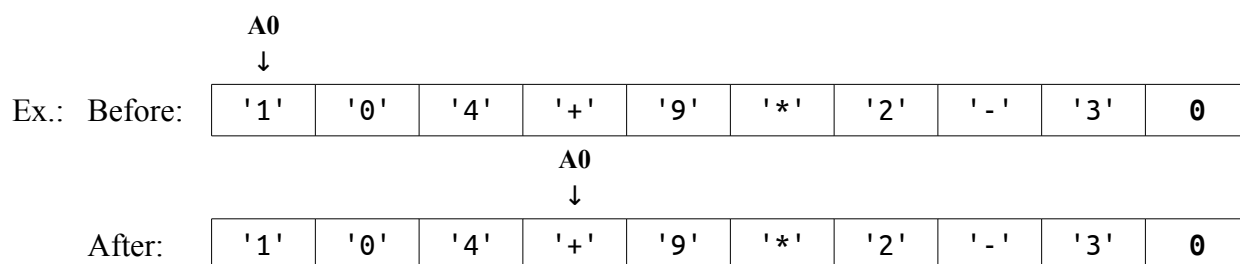 A0
↓
Ex.: Before: '1' '0' '4' '+' '9' '*' '2' '-' '3' 0
A0
↓
After: '1' '0' '4' '+' '9' '*' '2' '-' '3' 0